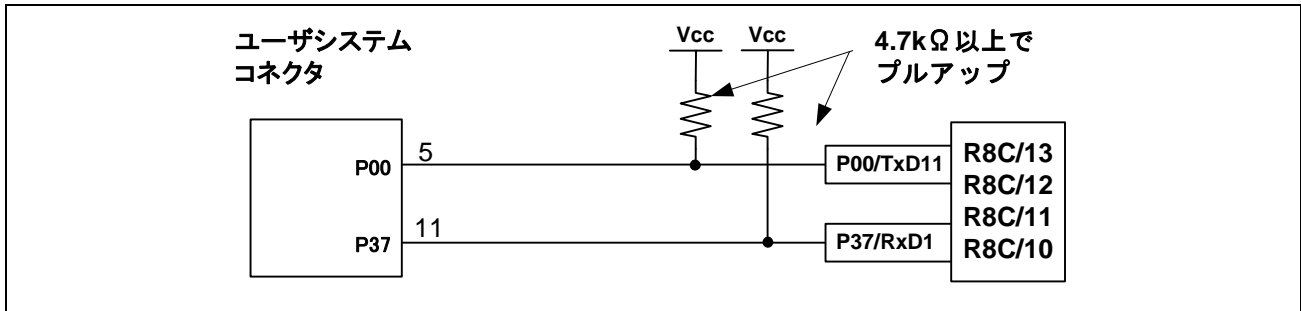 ユーザシステム
コネクタ
Vcc
Vcc
4.7kΩ以上で
プルアップ
P00
5
P00/TxD11
R8C/13
R8C/12
R8C/11
R8C/10
P37
11
P37/RxD1